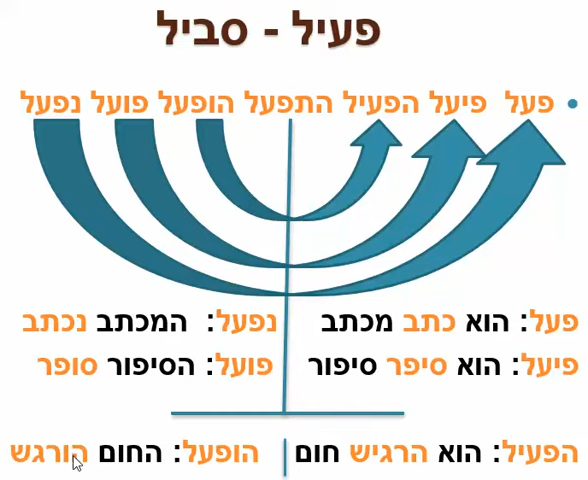 פעיל - סביל
• פעל פיעל הפעיל התפעל הופעל פועל נפעל
פעל: הוא כתב מכתב נפעל: המכתב נכתב
פיעל: הוא סיפר סיפור פועל: הסיפור סופר
הפעיל: הוא הרגיש חום הופעל: החום הורגש